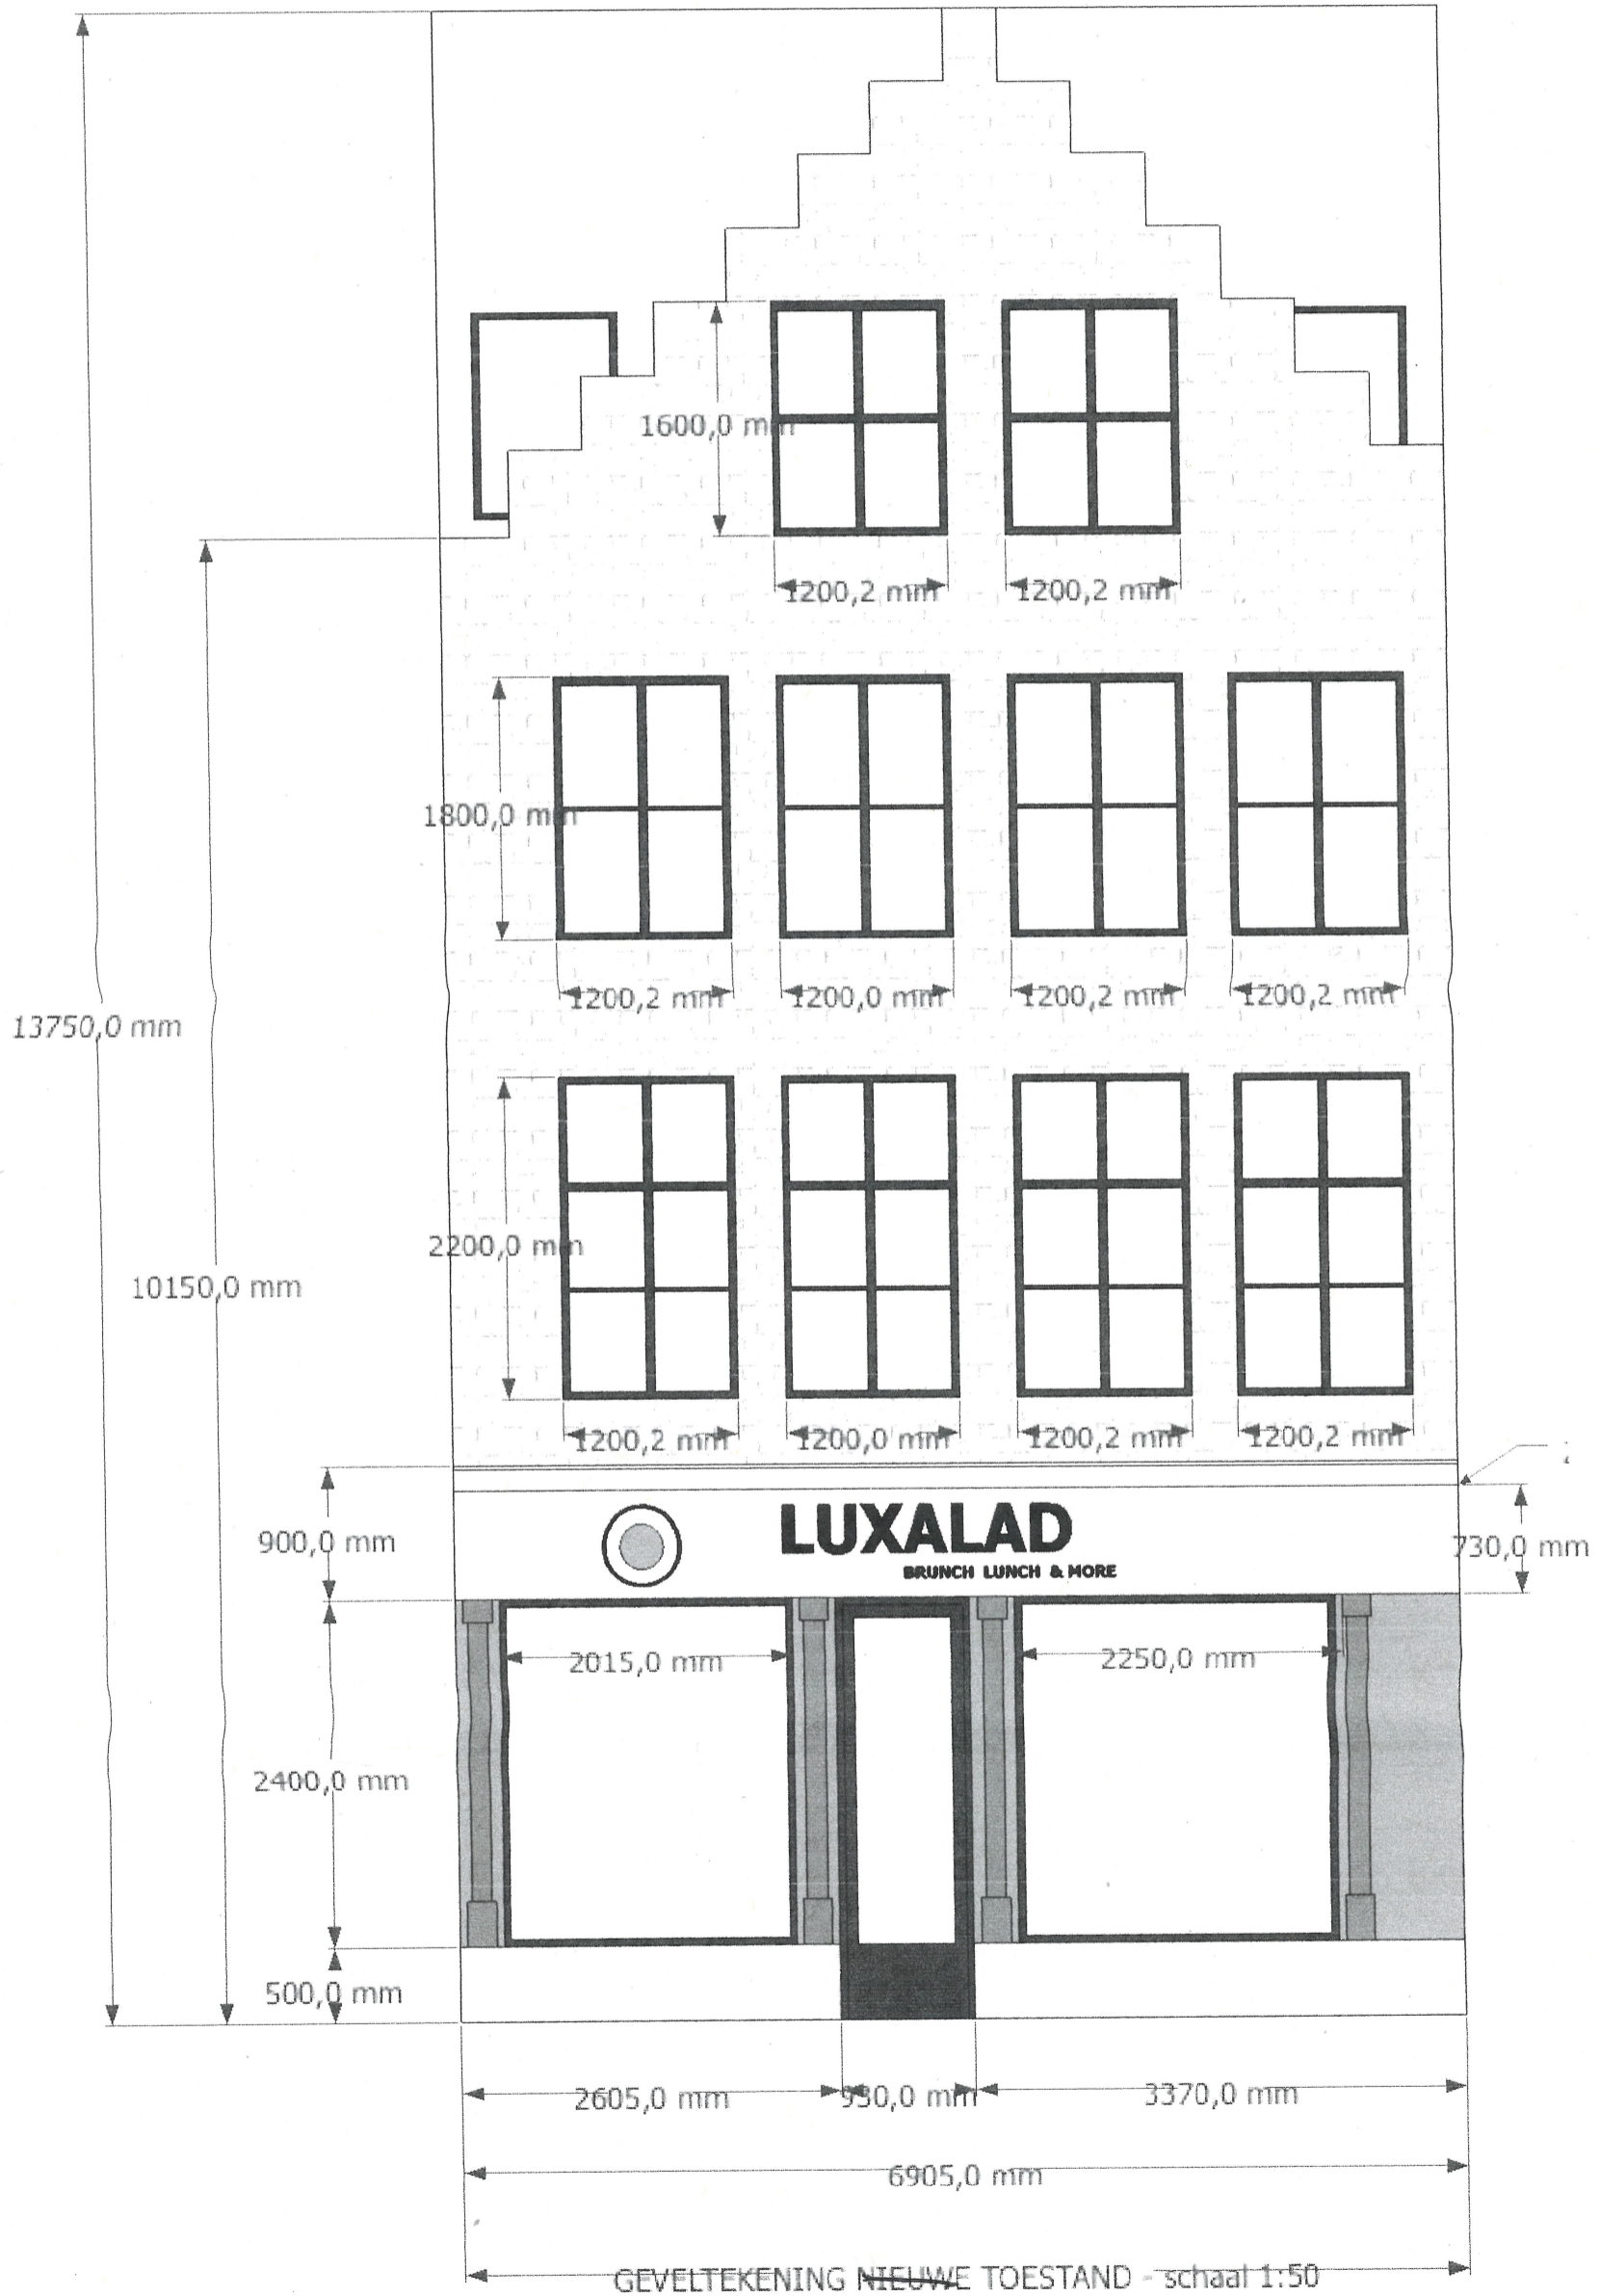 1600,0 mm
1200,2 mm 1200,2 mm
1800,0 mm
1200,2 mm 1200,0 mm 1200,2 mm 1200,2 mm
13750,0 mm
2200,0 mm
10150,0 mm
1200,2 mm 1200,0 mm 1200,2 mm 1200,2 mm
LUXALAD
BRUNCH LUNCH & MORE
900,0 mm
730,0 mm
2015,0 mm 2250,0 mm
2400,0 mm
500,0 mm
2605,0 mm 930,0 mm 3370,0 mm
6905,0 mm
GEVELTEKENING NIEUWE TOESTAND - schaal 1:50